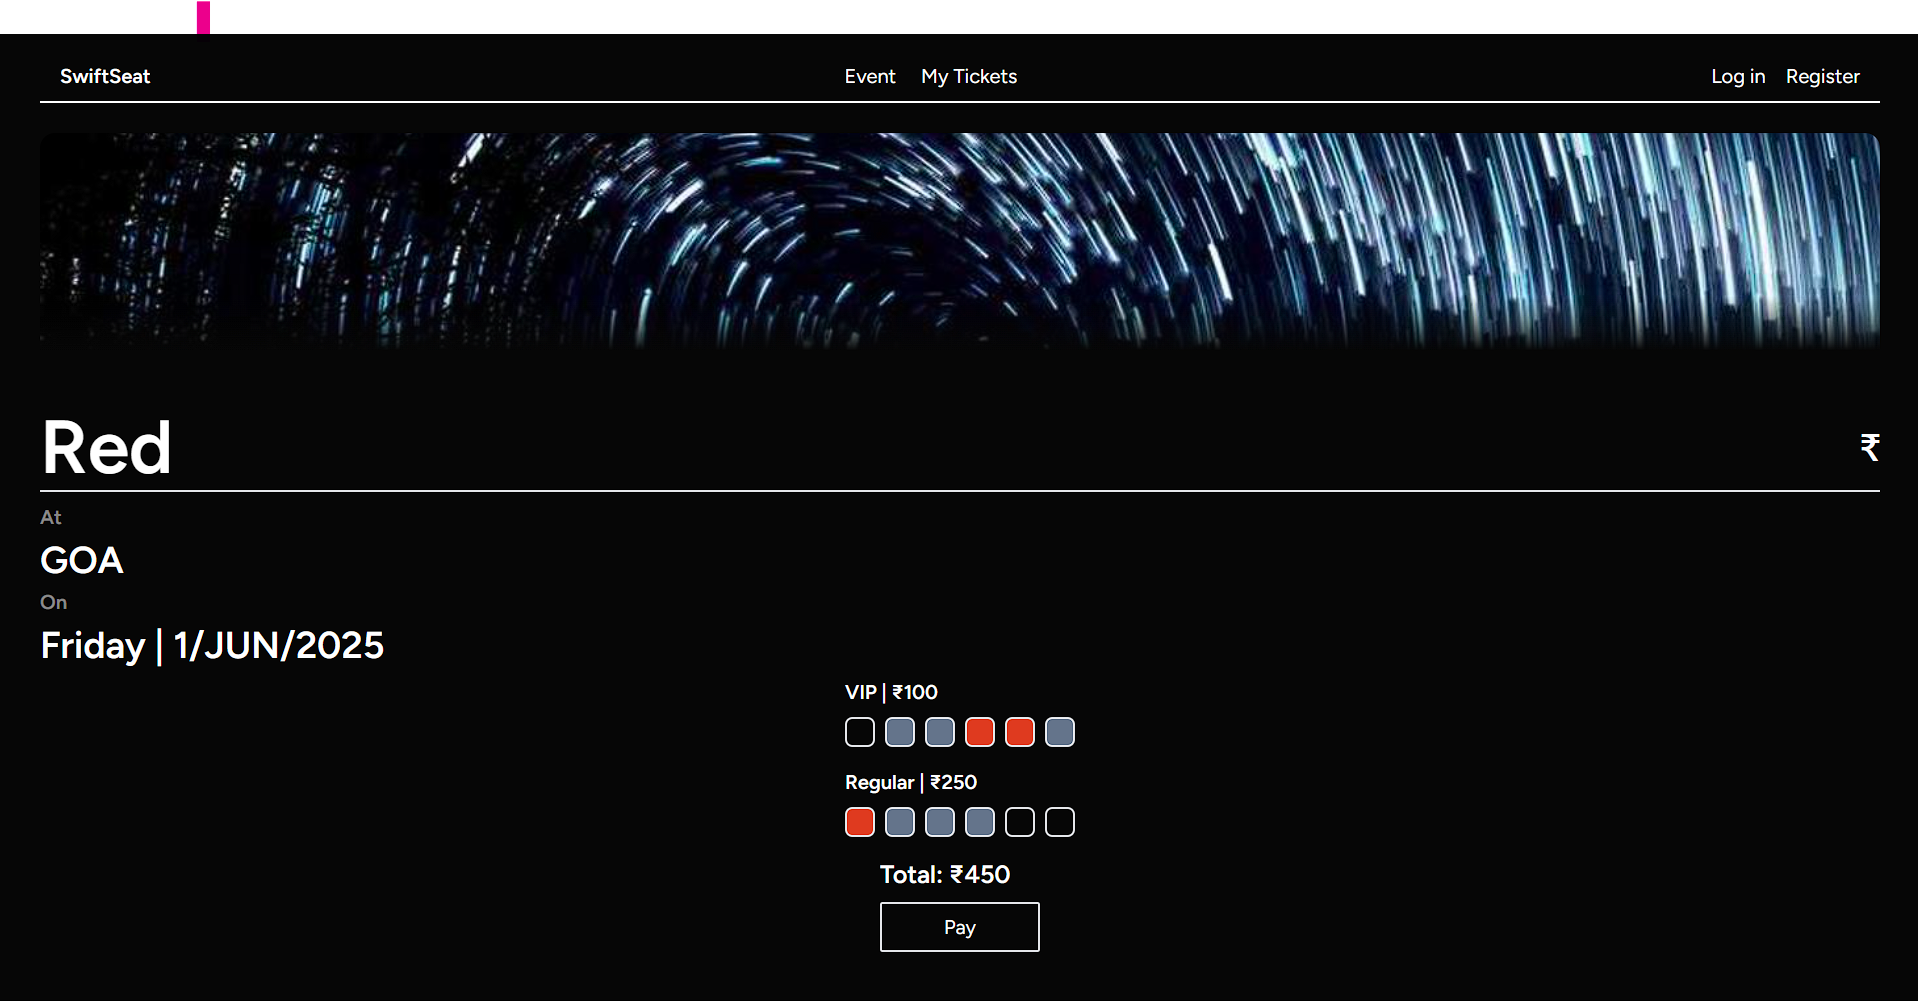 SwiftSeat Event My Tickets Log in Register
Red ₹
At
GOA
On
Friday | 1/JUN/2025
VIP | ₹100
Regular | ₹250
Total: ₹450
Pay